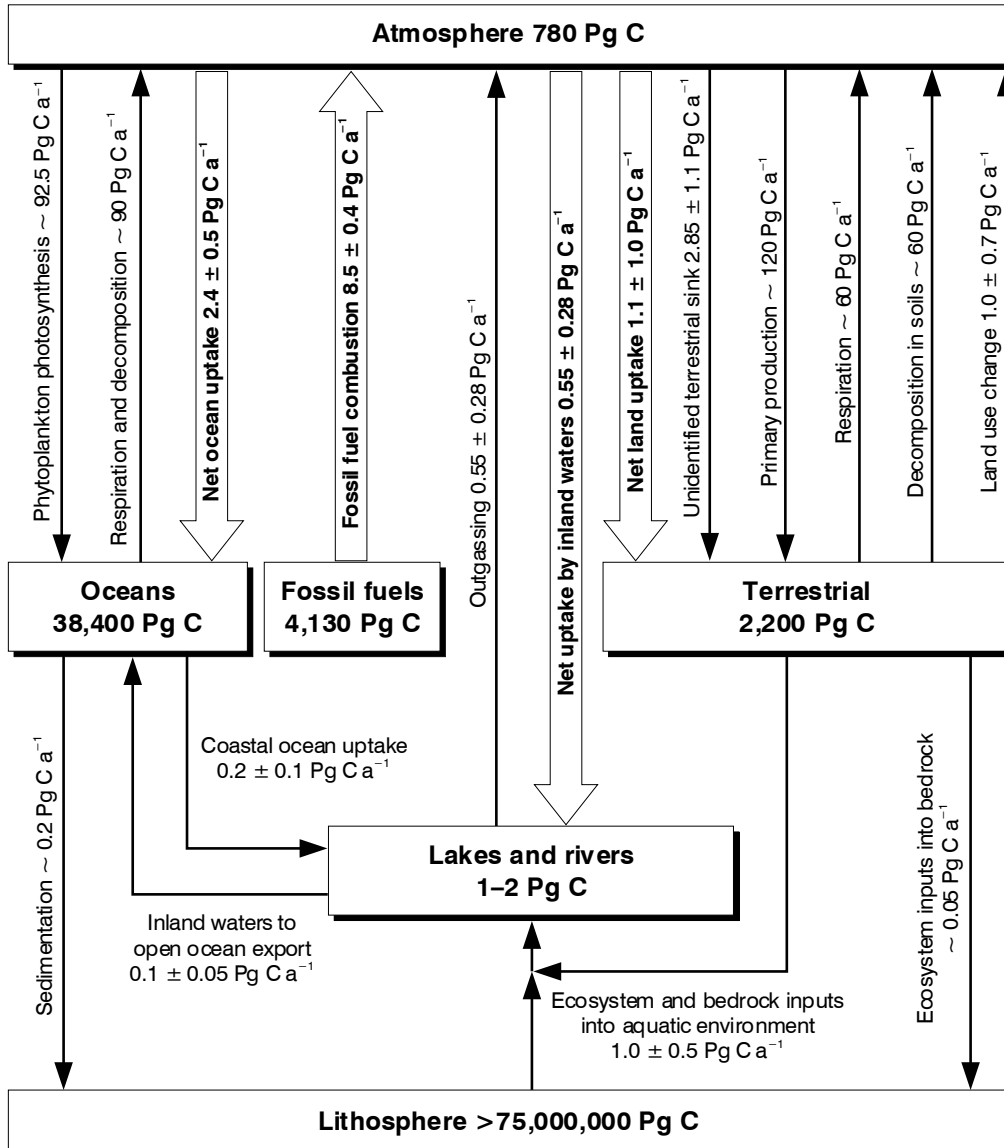 Atmosphere 780 Pg C
Phytoplankton photosynthesis ~ 92.5 Pg C a⁻¹
Respiration and decomposition ~ 90 Pg C a⁻¹
Net ocean uptake 2.4 ± 0.5 Pg C a⁻¹
Fossil fuel combustion 8.5 ± 0.4 Pg C a⁻¹
Outgassing 0.55 ± 0.28 Pg C a⁻¹
Net uptake by inland waters 0.55 ± 0.28 Pg C a⁻¹
Net land uptake 1.1 ± 1.0 Pg C a⁻¹
Unidentified terrestrial sink 2.85 ± 1.1 Pg C a⁻¹
Primary production ~ 120 Pg C a⁻¹
Respiration ~ 60 Pg C a⁻¹
Decomposition in soils ~ 60 Pg C a⁻¹
Land use change 1.0 ± 0.7 Pg C a⁻¹
Oceans
38,400 Pg C
Fossil fuels
4,130 Pg C
Terrestrial
2,200 Pg C
Sedimentation ~ 0.2 Pg C a⁻¹
Coastal ocean uptake
0.2 ± 0.1 Pg C a⁻¹
Lakes and rivers
1–2 Pg C
Inland waters to
open ocean export
0.1 ± 0.05 Pg C a⁻¹
Ecosystem and bedrock inputs
into aquatic environment
1.0 ± 0.5 Pg C a⁻¹
Ecosystem inputs into bedrock
~ 0.05 Pg C a⁻¹
Lithosphere >75,000,000 Pg C